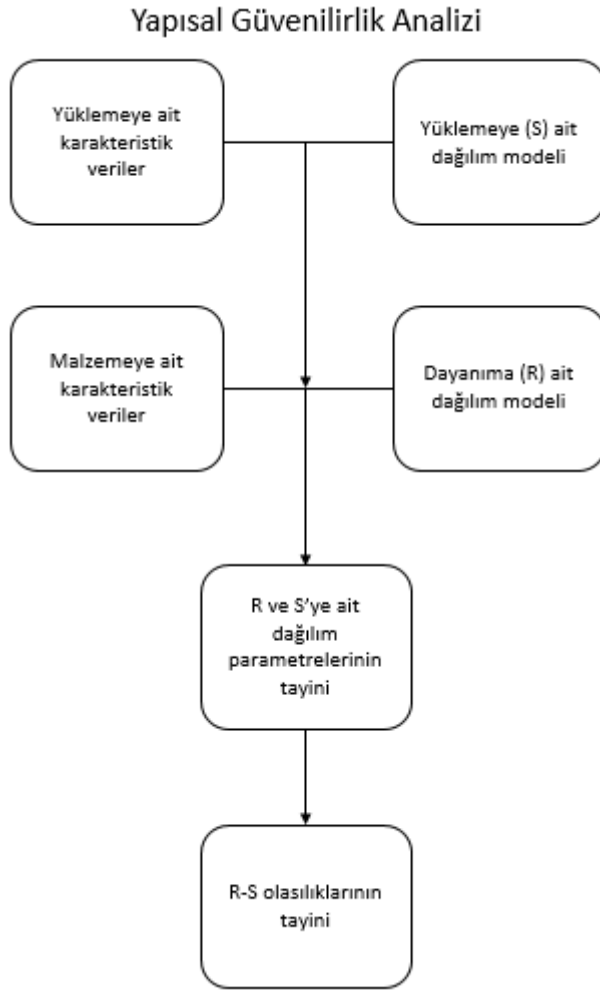 Yapısal Güvenilirlik Analizi
Yüklemeye ait
karakteristik
veriler
Yüklemeye (S) ait
dağılım modeli
Malzemeye ait
karakteristik
veriler
Dayanıma (R) ait
dağılım modeli
R ve S'ye ait
dağılım
parametrelerinin
tayini
R-S olasılıklarının
tayini